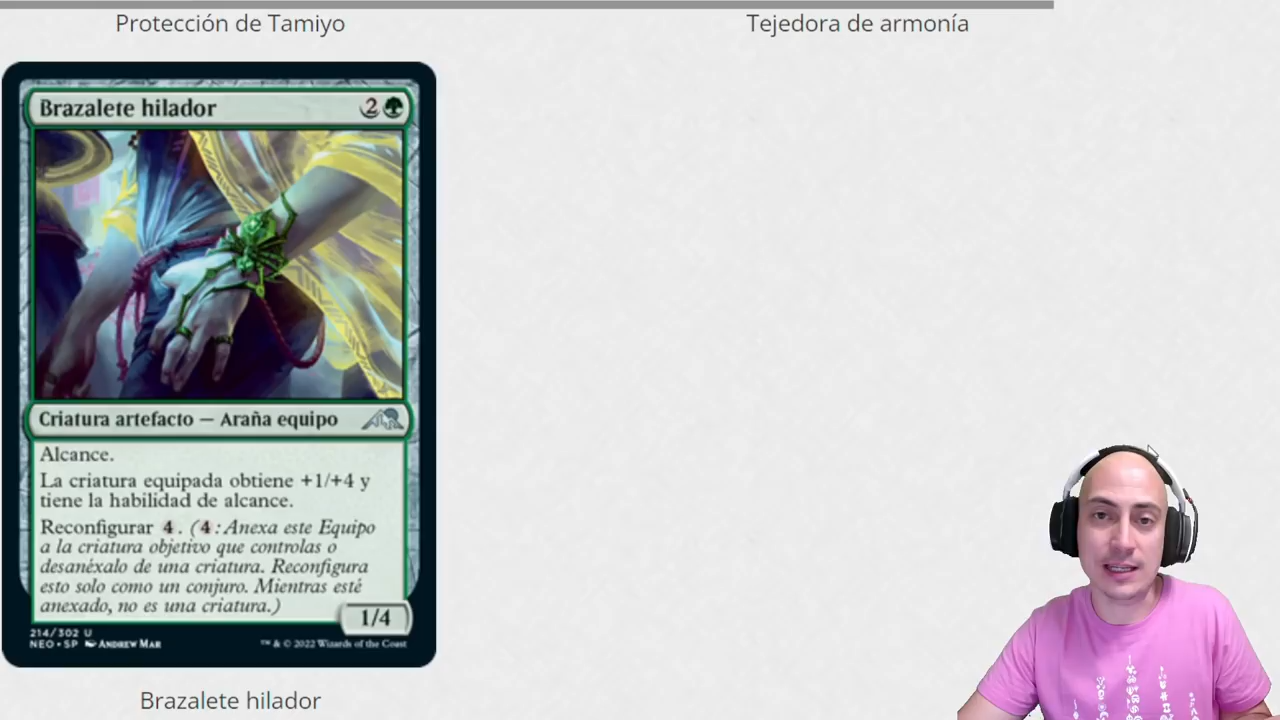 Protección de Tamiyo
Tejedora de armonía
Brazalete hilador 2
Criatura artefacto — Araña equipo
Alcance.
La criatura equipada obtiene +1/+4 y
tiene la habilidad de alcance.
Reconfigurar 4. (4: Anexa este Equipo
a la criatura objetivo que controlas o
desanéxalo de una criatura. Reconfigura
esto solo como un conjuro. Mientras esté
anexado, no es una criatura.)
1/4
214/302 U
NEO • SP ANDREW MAR
™ & © 2022 Wizards of the Coast
Brazalete hilador